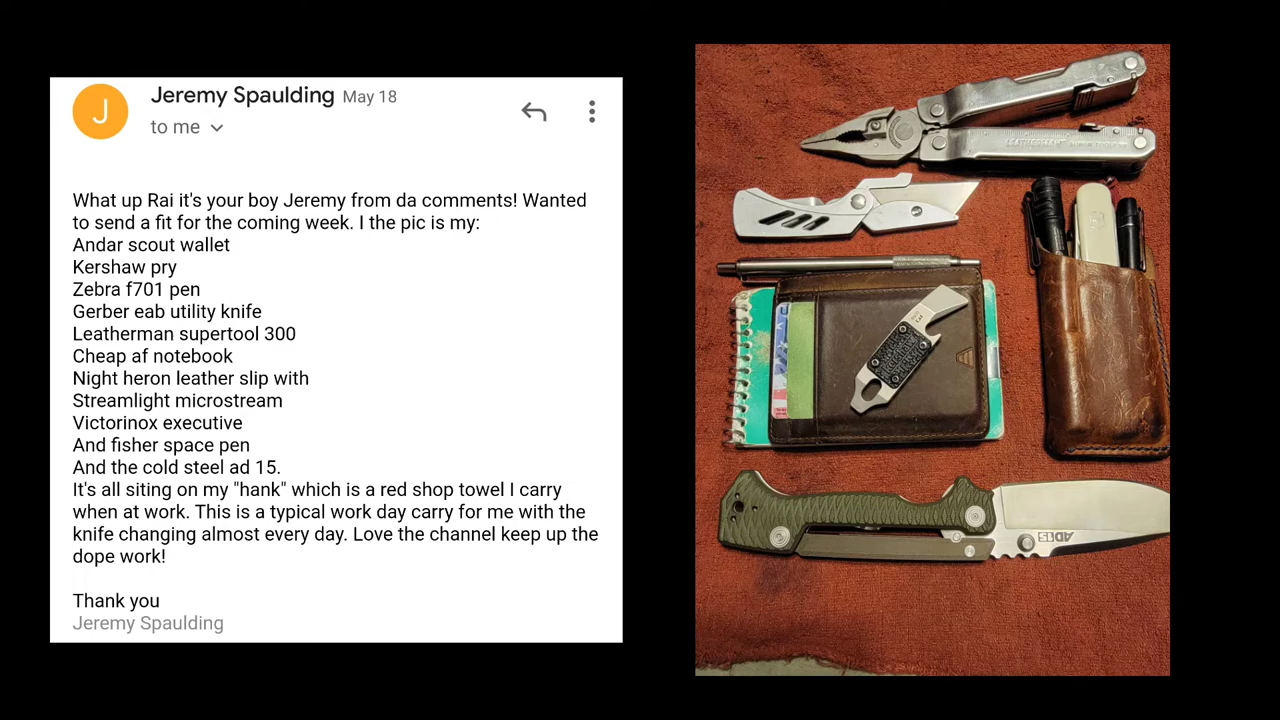 J
Jeremy Spaulding May 18
to me
What up Rai it's your boy Jeremy from da comments! Wanted
to send a fit for the coming week. I the pic is my:
Andar scout wallet
Kershaw pry
Zebra f701 pen
Gerber eab utility knife
Leatherman supertool 300
Cheap af notebook
Night heron leather slip with
Streamlight microstream
Victorinox executive
And fisher space pen
And the cold steel ad 15.
It's all siting on my "hank" which is a red shop towel I carry
when at work. This is a typical work day carry for me with the
knife changing almost every day. Love the channel keep up the
dope work!
Thank you
Jeremy Spaulding
LEATHERMAN
AD15